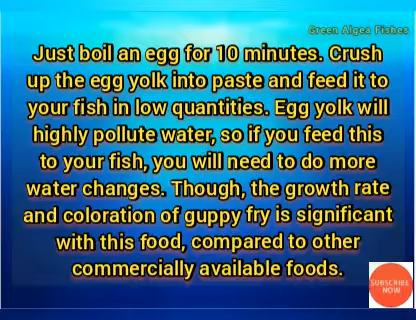 Green Algea Fishes
Just boil an egg for 10 minutes. Crush
up the egg yolk into paste and feed it to
your fish in low quantities. Egg yolk will
highly pollute water, so if you feed this
to your fish, you will need to do more
water changes. Though, the growth rate
and coloration of guppy fry is significant
with this food, compared to other
commercially available foods.
SUBSCRIBE
NOW